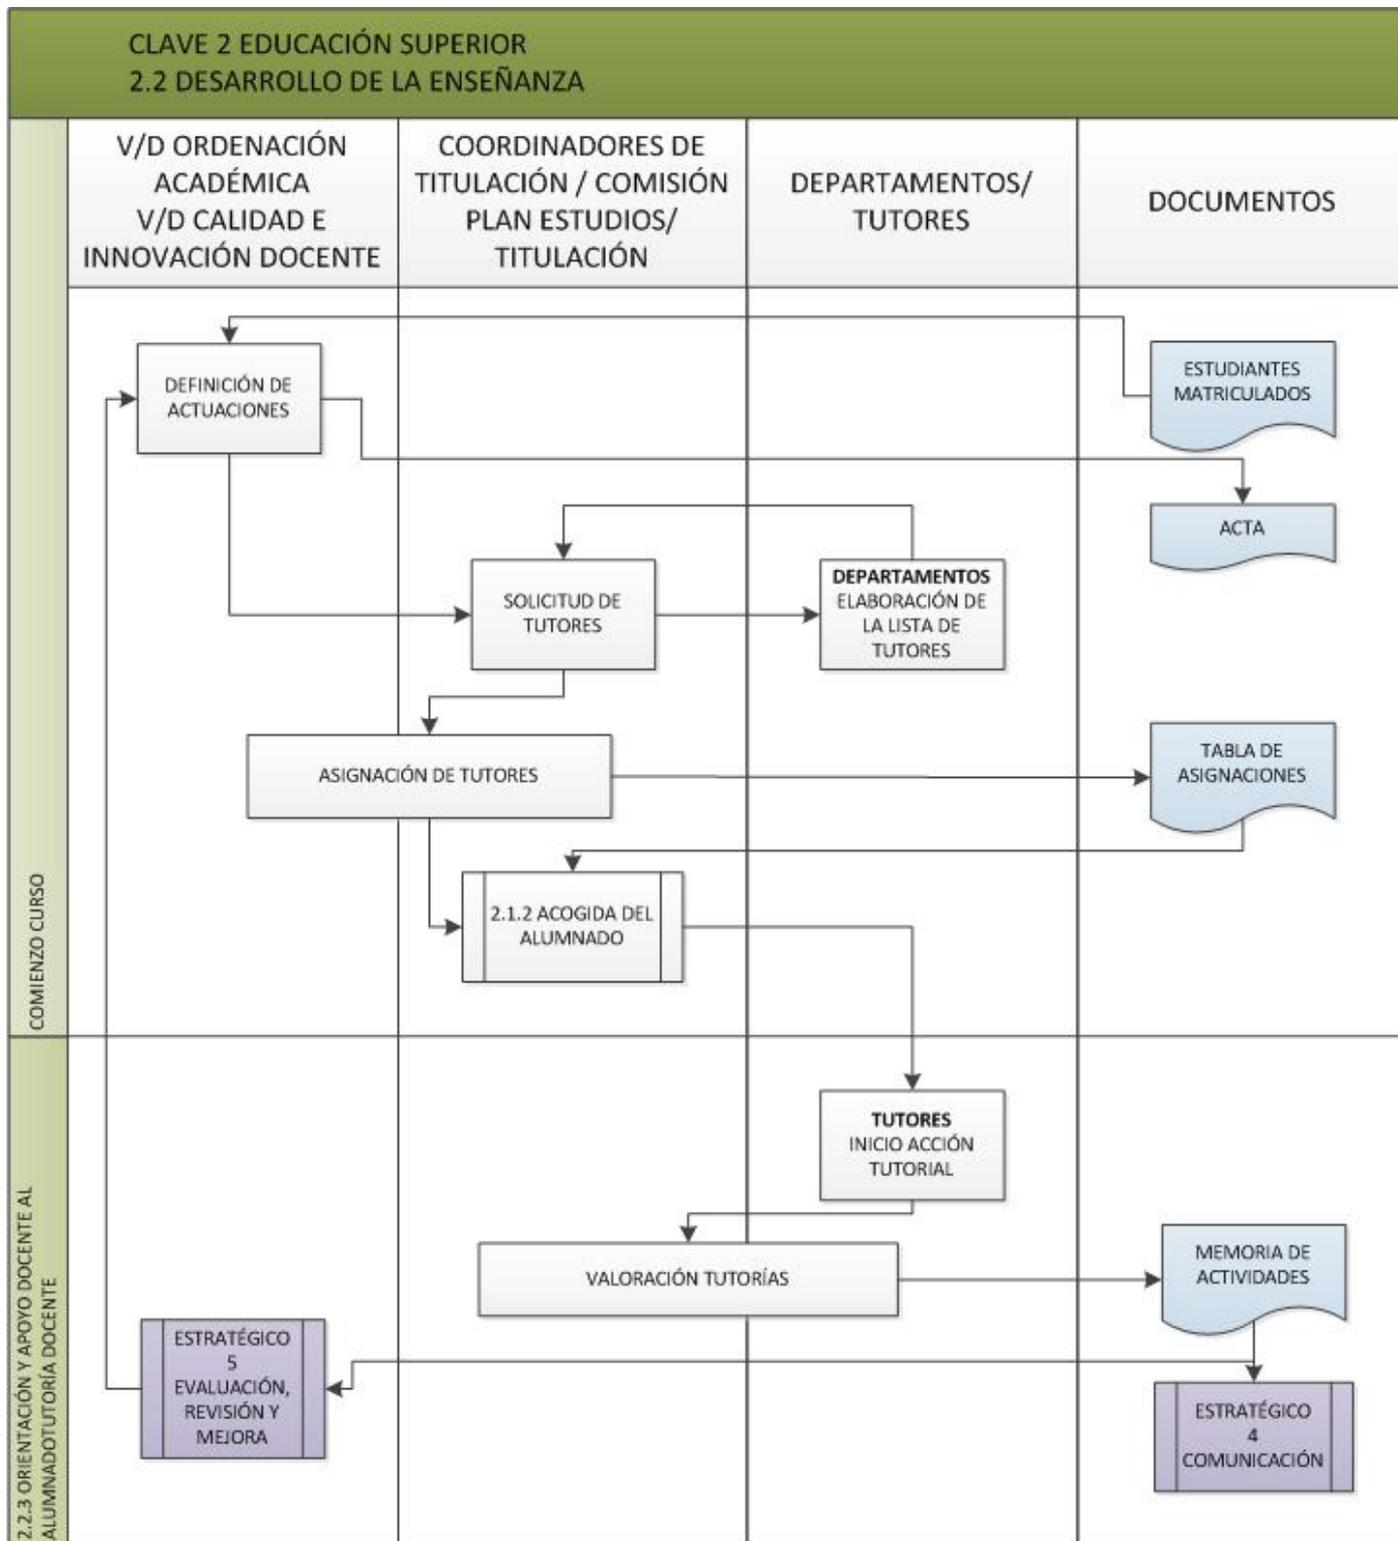 CLAVE 2 EDUCACIÓN SUPERIOR
2.2 DESARROLLO DE LA ENSEÑANZA
V/D ORDENACIÓN
ACADÉMICA
V/D CALIDAD E
INNOVACIÓN DOCENTE
COORDINADORES DE
TITULACIÓN / COMISIÓN
PLAN ESTUDIOS/
TITULACIÓN
DEPARTAMENTOS/
TUTORES
DOCUMENTOS
COMIENZO CURSO
DEFINICIÓN DE
ACTUACIONES
ESTUDIANTES
MATRICULADOS
ACTA
SOLICITUD DE
TUTORES
DEPARTAMENTOS
ELABORACIÓN DE
LA LISTA DE
TUTORES
ASIGNACIÓN DE TUTORES
TABLA DE
ASIGNACIONES
2.1.2 ACOGIDA DEL
ALUMNADO
2.2.3 ORIENTACIÓN Y APOYO DOCENTE AL
ALUMNADOTUTORÍA DOCENTE
TUTORES
INICIO ACCIÓN
TUTORIAL
VALORACIÓN TUTORÍAS
MEMORIA DE
ACTIVIDADES
ESTRATÉGICO
5
EVALUACIÓN,
REVISIÓN Y
MEJORA
ESTRATÉGICO
4
COMUNICACIÓN